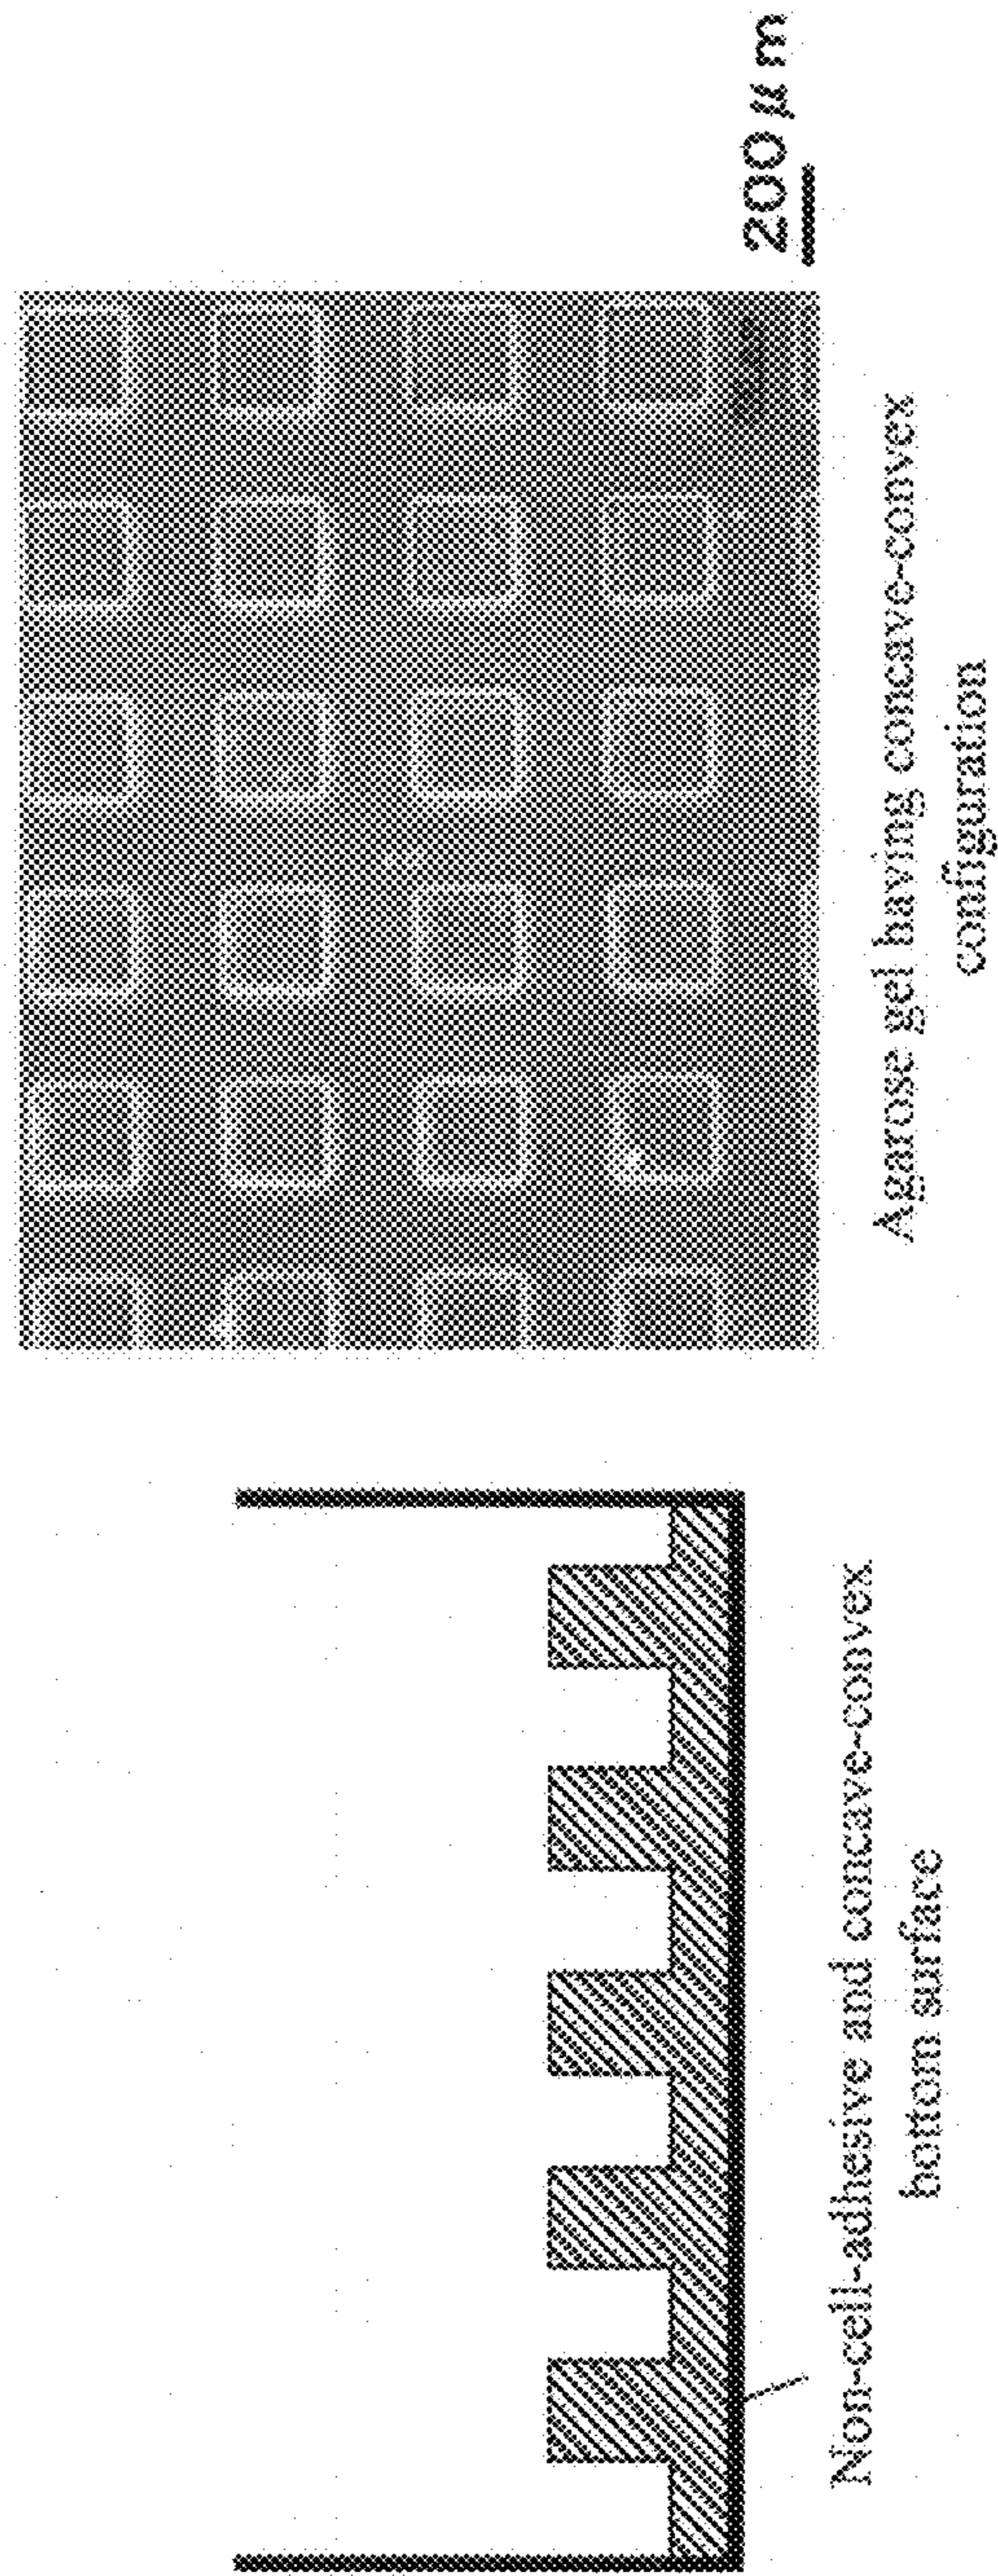 Non-cell-adhesive and concave-convex
bottom surface
Agarose gel having concave-convex
configuration
200 μm